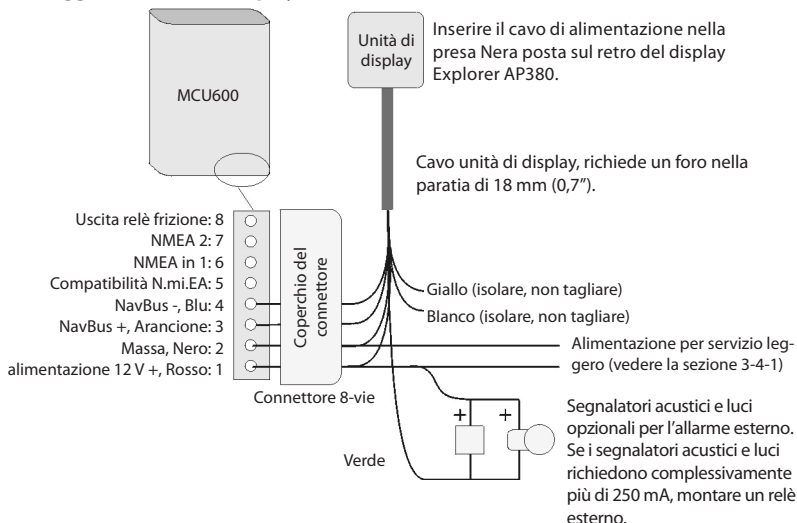 Unità di
display
Inserire il cavo di alimentazione nella
presa Nera posta sul retro del display
Explorer AP380.
MCU600
Cavo unità di display, richiede un foro nella
paratia di 18 mm (0,7”).
Uscita relè frizione: 8
NMEA 2: 7
NMEA in 1: 6
Compatibilità N.mi.EA: 5
NavBus -, Blu: 4
NavBus +, Arancione: 3
Massa, Nero: 2
alimentazione 12 V +, Rosso: 1
Coperchio del
connettore
Connettore 8-vie
Giallo (isolare, non tagliare)
Blanco (isolare, non tagliare)
Alimentazione per servizio leg-
gero (vedere la sezione 3-4-1)
+ +
Verde
Segnalatori acustici e luci
opzionali per l’allarme esterno.
Se i segnalatori acustici e luci
richiedono complessivamente
più di 250 mA, montare un relè
esterno.